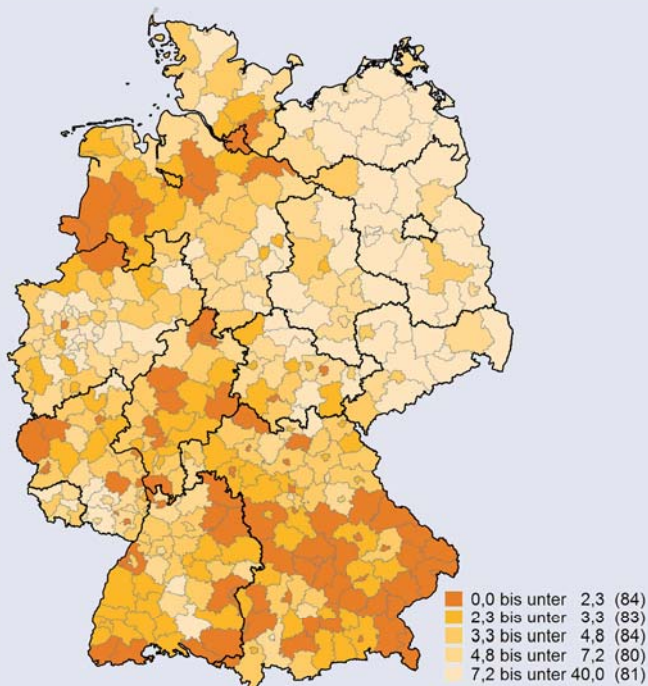 0,0 bis unter 2,3 (84)
2,3 bis unter 3,3 (83)
3,3 bis unter 4,8 (84)
4,8 bis unter 7,2 (80)
7,2 bis unter 40,0 (81)